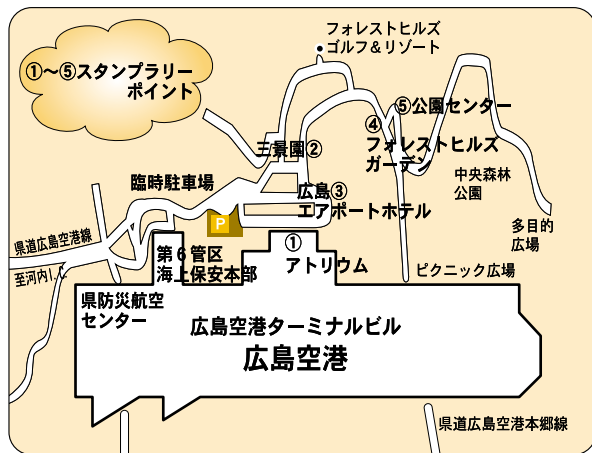 フォレストヒルズ
ゴルフ＆リゾート
①～⑤スタンプラリー
ポイント
⑤公園センター
④
フォレストヒルズ
ガーデン
三景園②
中央森林
公園
臨時駐車場
広島③
エアポートホテル
多目的
広場
P
県道広島空港線
至河内I.C
第６管区
海上保安本部
①
アトリウム
ピクニック広場
県防災航空
センター
広島空港ターミナルビル
広島空港
県道広島空港本郷線